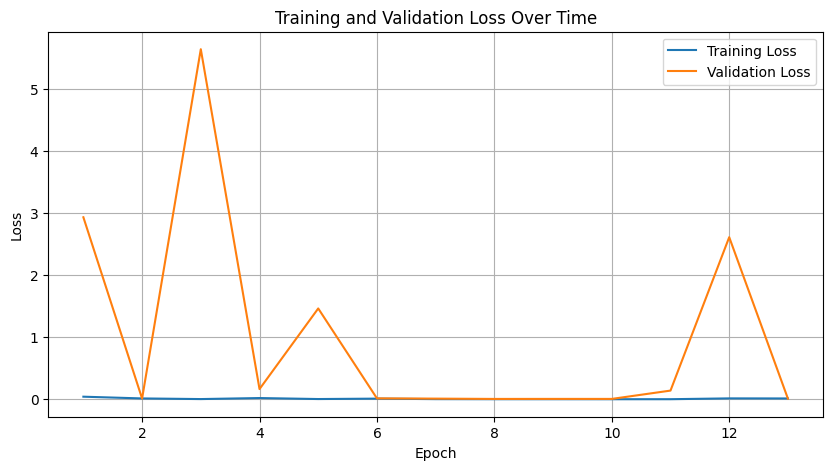 Training and Validation Loss Over Time
Training Loss
Validation Loss
Loss
5
4
3
2
1
0
2 4 6 8 10 12
Epoch